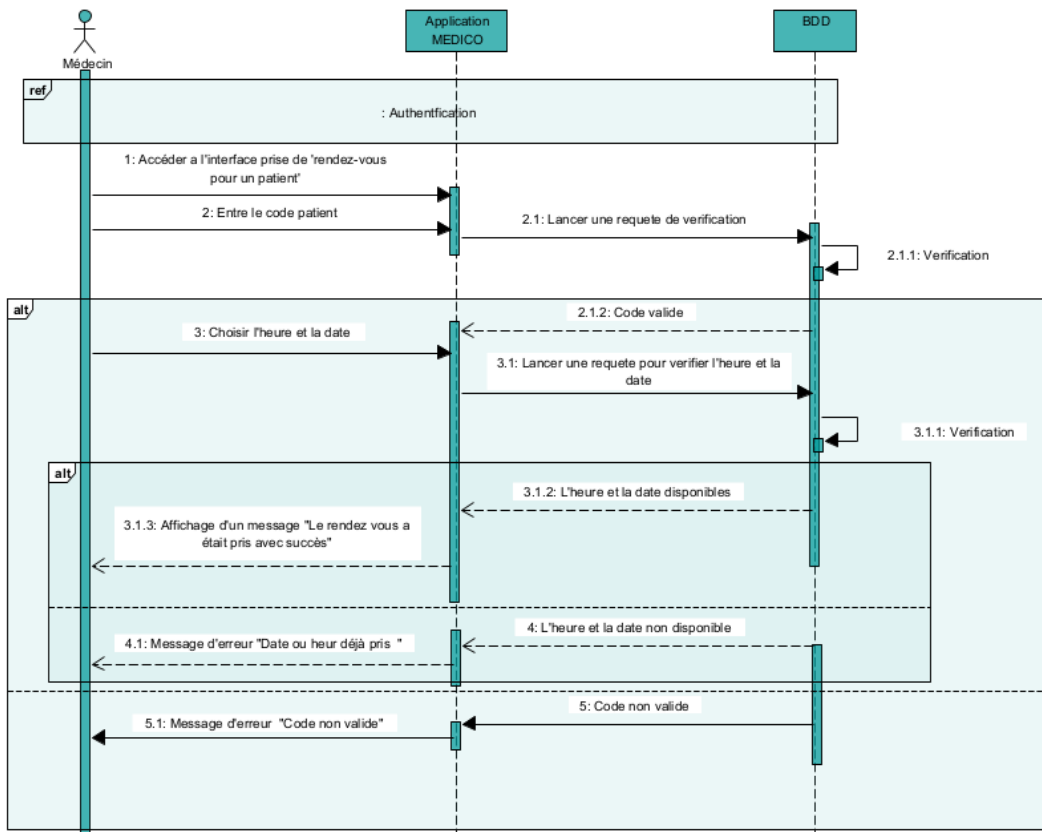 Application
MEDICO
BDD
Médecin
ref
: Authentfication
1: Accéder a l'interface prise de 'rendez-vous
pour un patient'
2: Entre le code patient
2.1: Lancer une requete de verification
2.1.1: Verification
alt
2.1.2: Code valide
3: Choisir l'heure et la date
3.1: Lancer une requete pour verifier l'heure et la
date
3.1.1: Verification
alt
3.1.2: L'heure et la date disponibles
3.1.3: Affichage d'un message "Le rendez vous a
était pris avec succès"
4: L'heure et la date non disponible
4.1: Message d'erreur "Date ou heur déjà pris "
5: Code non valide
5.1: Message d'erreur "Code non valide"